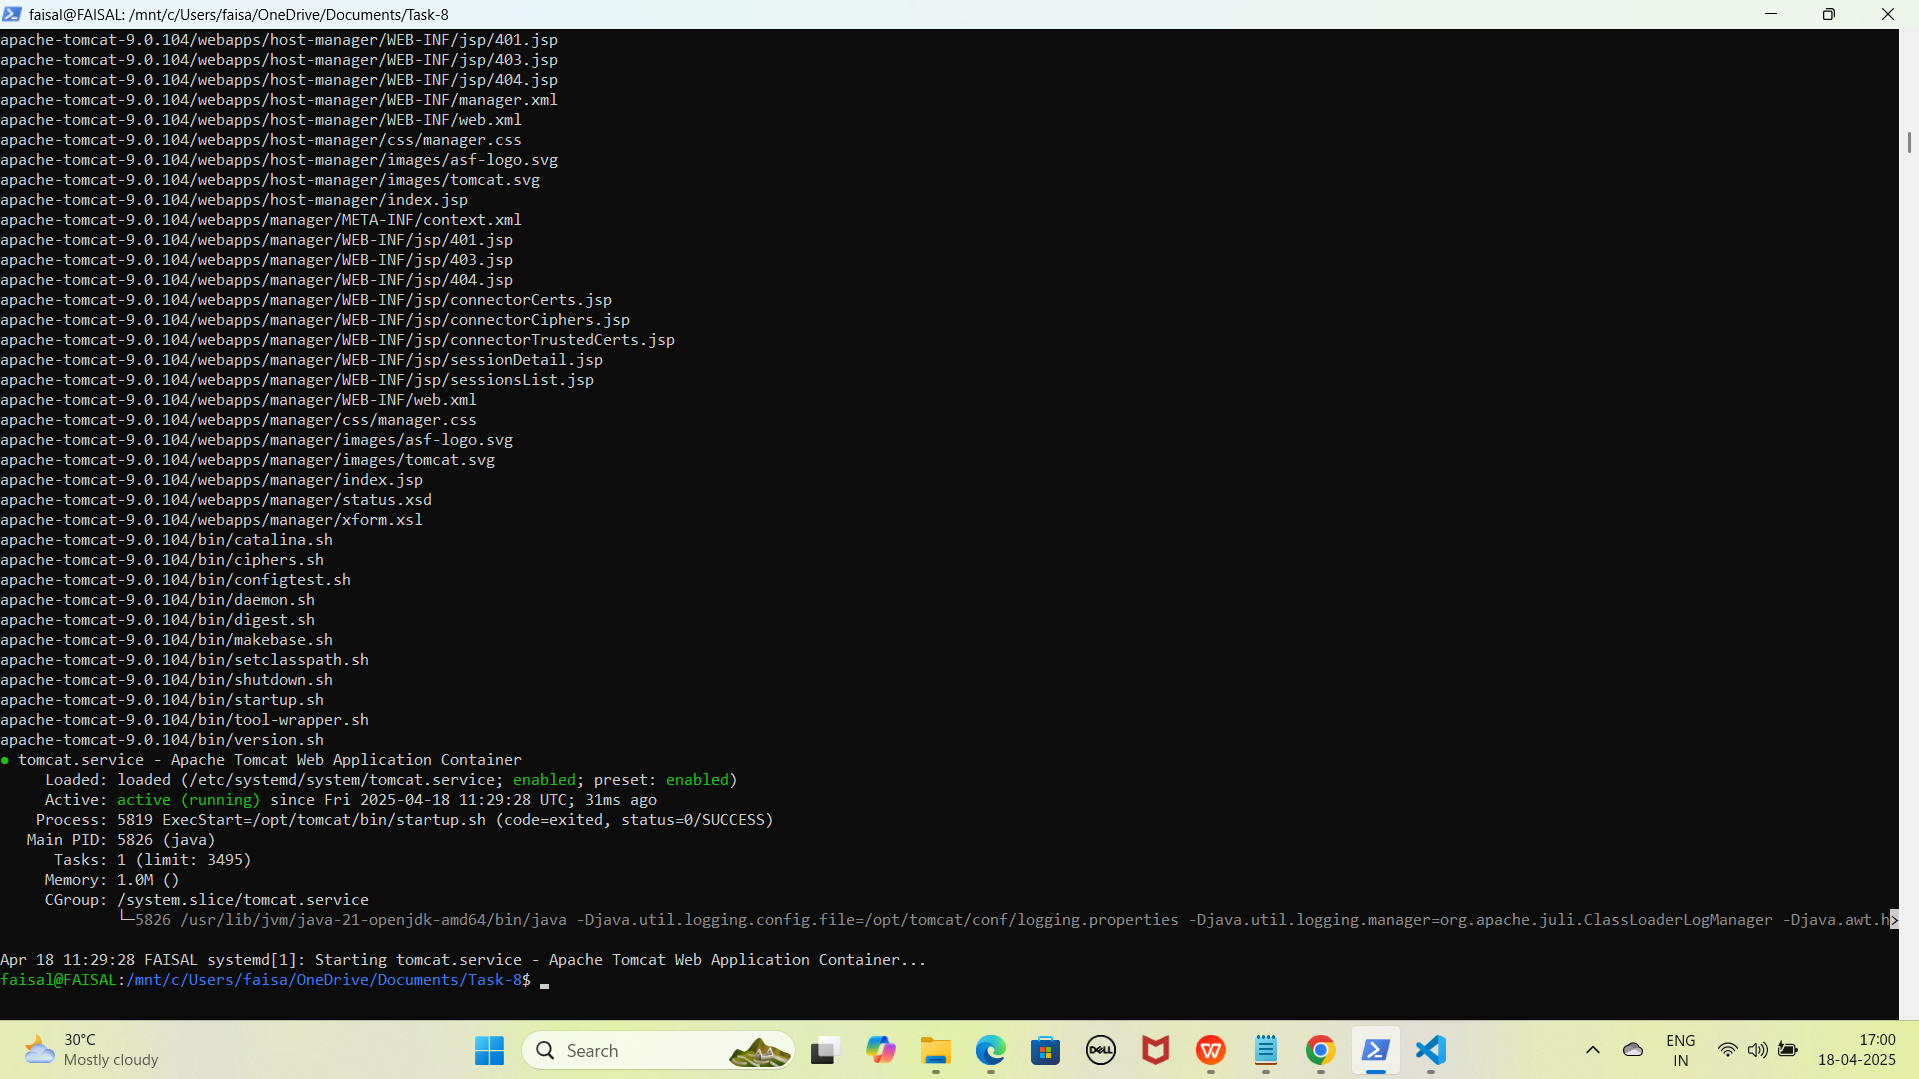 faisal@FAISAL: /mnt/c/Users/faisa/OneDrive/Documents/Task-8
apache-tomcat-9.0.104/webapps/host-manager/WEB-INF/jsp/401.jsp
apache-tomcat-9.0.104/webapps/host-manager/WEB-INF/jsp/403.jsp
apache-tomcat-9.0.104/webapps/host-manager/WEB-INF/jsp/404.jsp
apache-tomcat-9.0.104/webapps/host-manager/WEB-INF/manager.xml
apache-tomcat-9.0.104/webapps/host-manager/WEB-INF/web.xml
apache-tomcat-9.0.104/webapps/host-manager/css/manager.css
apache-tomcat-9.0.104/webapps/host-manager/images/asf-logo.svg
apache-tomcat-9.0.104/webapps/host-manager/images/tomcat.svg
apache-tomcat-9.0.104/webapps/host-manager/index.jsp
apache-tomcat-9.0.104/webapps/manager/META-INF/context.xml
apache-tomcat-9.0.104/webapps/manager/WEB-INF/jsp/401.jsp
apache-tomcat-9.0.104/webapps/manager/WEB-INF/jsp/403.jsp
apache-tomcat-9.0.104/webapps/manager/WEB-INF/jsp/404.jsp
apache-tomcat-9.0.104/webapps/manager/WEB-INF/jsp/connectorCerts.jsp
apache-tomcat-9.0.104/webapps/manager/WEB-INF/jsp/connectorCiphers.jsp
apache-tomcat-9.0.104/webapps/manager/WEB-INF/jsp/connectorTrustedCerts.jsp
apache-tomcat-9.0.104/webapps/manager/WEB-INF/jsp/sessionDetail.jsp
apache-tomcat-9.0.104/webapps/manager/WEB-INF/jsp/sessionsList.jsp
apache-tomcat-9.0.104/webapps/manager/WEB-INF/web.xml
apache-tomcat-9.0.104/webapps/manager/css/manager.css
apache-tomcat-9.0.104/webapps/manager/images/asf-logo.svg
apache-tomcat-9.0.104/webapps/manager/images/tomcat.svg
apache-tomcat-9.0.104/webapps/manager/index.jsp
apache-tomcat-9.0.104/webapps/manager/status.xsd
apache-tomcat-9.0.104/webapps/manager/xform.xsl
apache-tomcat-9.0.104/bin/catalina.sh
apache-tomcat-9.0.104/bin/ciphers.sh
apache-tomcat-9.0.104/bin/configtest.sh
apache-tomcat-9.0.104/bin/daemon.sh
apache-tomcat-9.0.104/bin/digest.sh
apache-tomcat-9.0.104/bin/makebase.sh
apache-tomcat-9.0.104/bin/setclasspath.sh
apache-tomcat-9.0.104/bin/shutdown.sh
apache-tomcat-9.0.104/bin/startup.sh
apache-tomcat-9.0.104/bin/tool-wrapper.sh
apache-tomcat-9.0.104/bin/version.sh
● tomcat.service - Apache Tomcat Web Application Container
Loaded: loaded (/etc/systemd/system/tomcat.service; enabled; preset: enabled)
Active: active (running) since Fri 2025-04-18 11:29:28 UTC; 31ms ago
Process: 5819 ExecStart=/opt/tomcat/bin/startup.sh (code=exited, status=0/SUCCESS)
Main PID: 5826 (java)
Tasks: 1 (limit: 3495)
Memory: 1.0M ()
CGroup: /system.slice/tomcat.service
└─5826 /usr/lib/jvm/java-21-openjdk-amd64/bin/java -Djava.util.logging.config.file=/opt/tomcat/conf/logging.properties -Djava.util.logging.manager=org.apache.juli.ClassLoaderLogManager -Djava.awt.h>
Apr 18 11:29:28 FAISAL systemd[1]: Starting tomcat.service - Apache Tomcat Web Application Container...
faisal@FAISAL:/mnt/c/Users/faisa/OneDrive/Documents/Task-8$
30°C
Mostly cloudy
Search
DELL
ENG
IN
17:00
18-04-2025